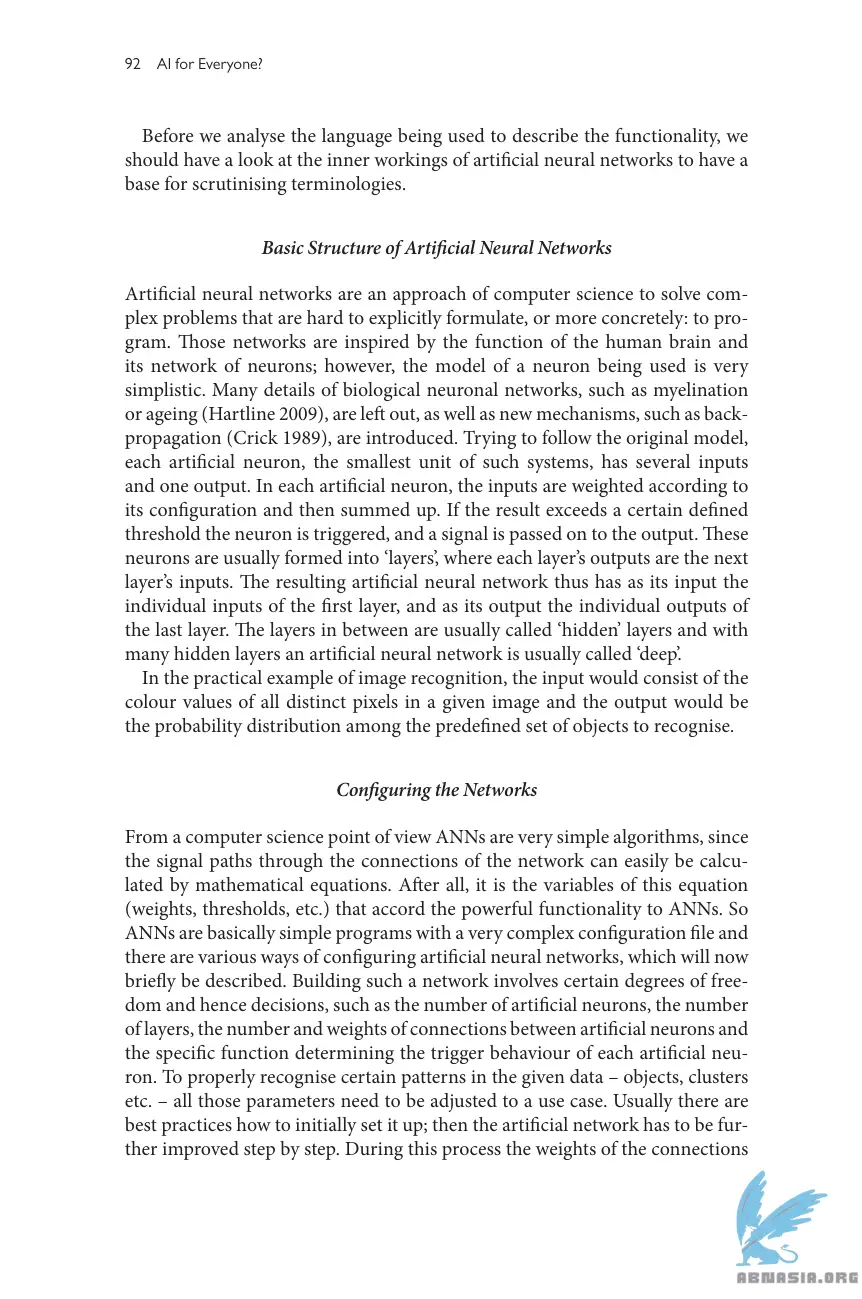 92 AI for Everyone?
Before we analyse the language being used to describe the functionality, we
should have a look at the inner workings of artificial neural networks to have a
base for scrutinising terminologies.
Basic Structure of Artificial Neural Networks
Artificial neural networks are an approach of computer science to solve com-
plex problems that are hard to explicitly formulate, or more concretely: to pro-
gram. Those networks are inspired by the function of the human brain and
its network of neurons; however, the model of a neuron being used is very
simplistic. Many details of biological neuronal networks, such as myelination
or ageing (Hartline 2009), are left out, as well as new mechanisms, such as back-
propagation (Crick 1989), are introduced. Trying to follow the original model,
each artificial neuron, the smallest unit of such systems, has several inputs
and one output. In each artificial neuron, the inputs are weighted according to
its configuration and then summed up. If the result exceeds a certain defined
threshold the neuron is triggered, and a signal is passed on to the output. These
neurons are usually formed into ‘layers’, where each layer’s outputs are the next
layer’s inputs. The resulting artificial neural network thus has as its input the
individual inputs of the first layer, and as its output the individual outputs of
the last layer. The layers in between are usually called ‘hidden’ layers and with
many hidden layers an artificial neural network is usually called ‘deep’.
In the practical example of image recognition, the input would consist of the
colour values of all distinct pixels in a given image and the output would be
the probability distribution among the predefined set of objects to recognise.
Configuring the Networks
From a computer science point of view ANNs are very simple algorithms, since
the signal paths through the connections of the network can easily be calcu-
lated by mathematical equations. After all, it is the variables of this equation
(weights, thresholds, etc.) that accord the powerful functionality to ANNs. So
ANNs are basically simple programs with a very complex configuration file and
there are various ways of configuring artificial neural networks, which will now
briefly be described. Building such a network involves certain degrees of free-
dom and hence decisions, such as the number of artificial neurons, the number
of layers, the number and weights of connections between artificial neurons and
the specific function determining the trigger behaviour of each artificial neu-
ron. To properly recognise certain patterns in the given data – objects, clusters
etc. – all those parameters need to be adjusted to a use case. Usually there are
best practices how to initially set it up; then the artificial network has to be fur-
ther improved step by step. During this process the weights of the connections
ABNASIA.ORG